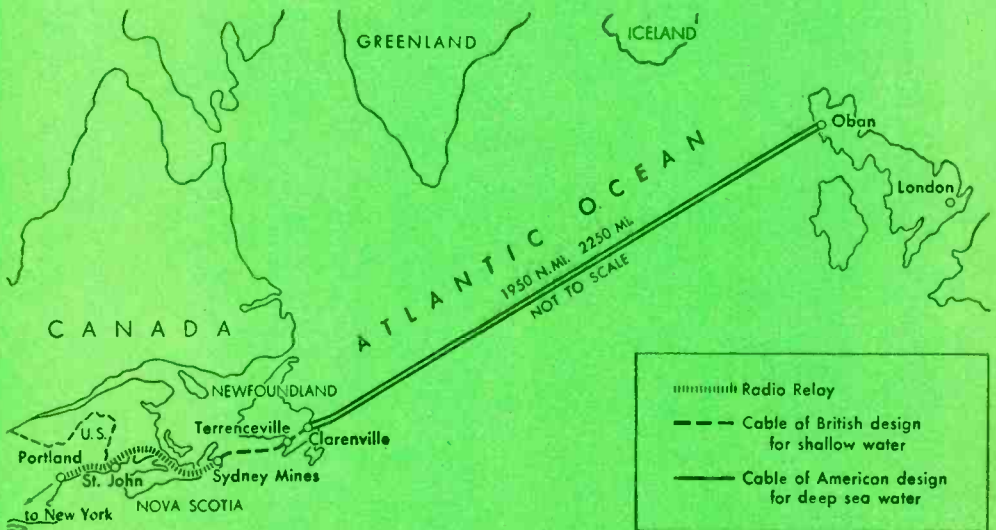 GREENLAND
ICELAND
Oban
London
ATLANTIC OCEAN
1950 N.MI. 2250 MI.
NOT TO SCALE
CANADA
NEWFOUNDLAND
Terrenceville
Clarenville
U.S.
Portland
St. John
Sydney Mines
NOVA SCOTIA
to New York
Radio Relay
Cable of British design
for shallow water
Cable of American design
for deep sea water